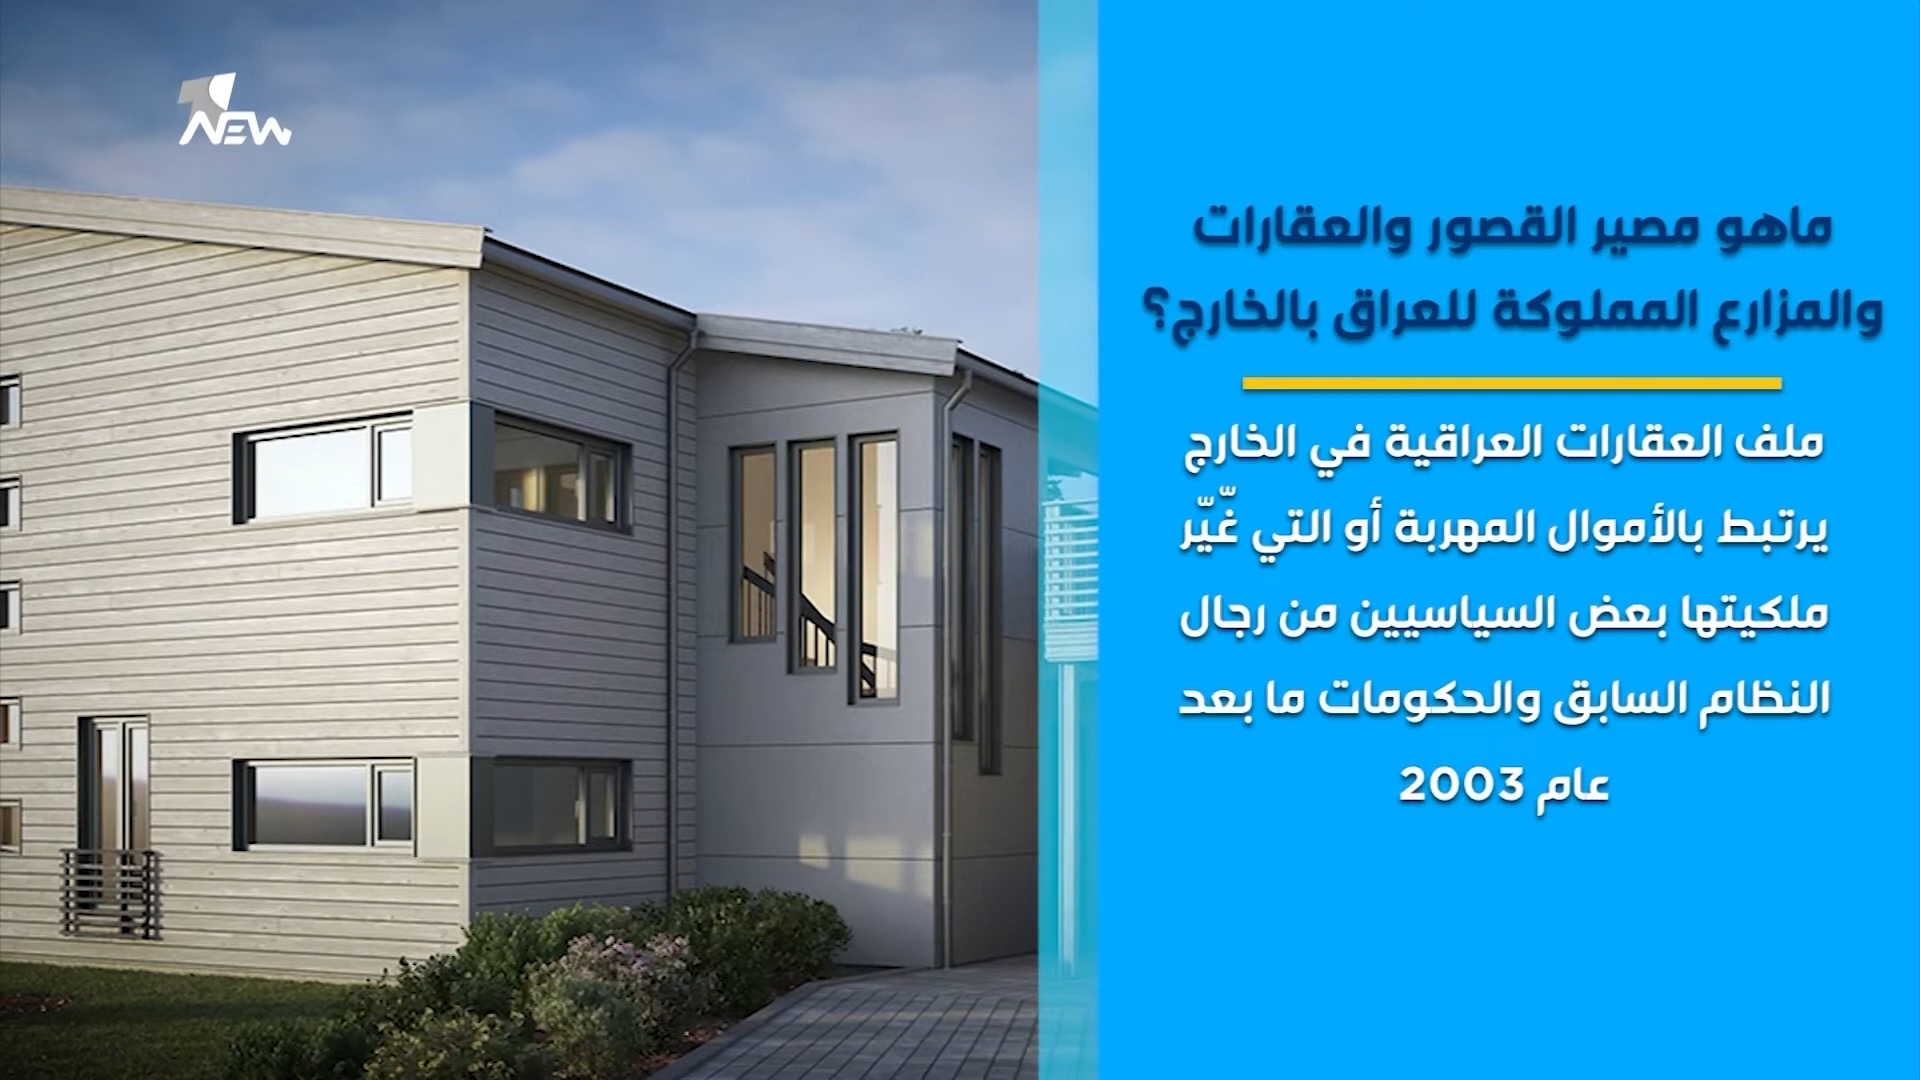 1NEW
ماهو مصير القصور والعقارات
والمزارع المملوكة للعراق بالخارج؟
ملف العقارات العراقية في الخارج
يرتبط بالأموال المهربة أو التي غّيّر
ملكيتها بعض السياسيين من رجال
النظام السابق والحكومات ما بعد
عام 2003